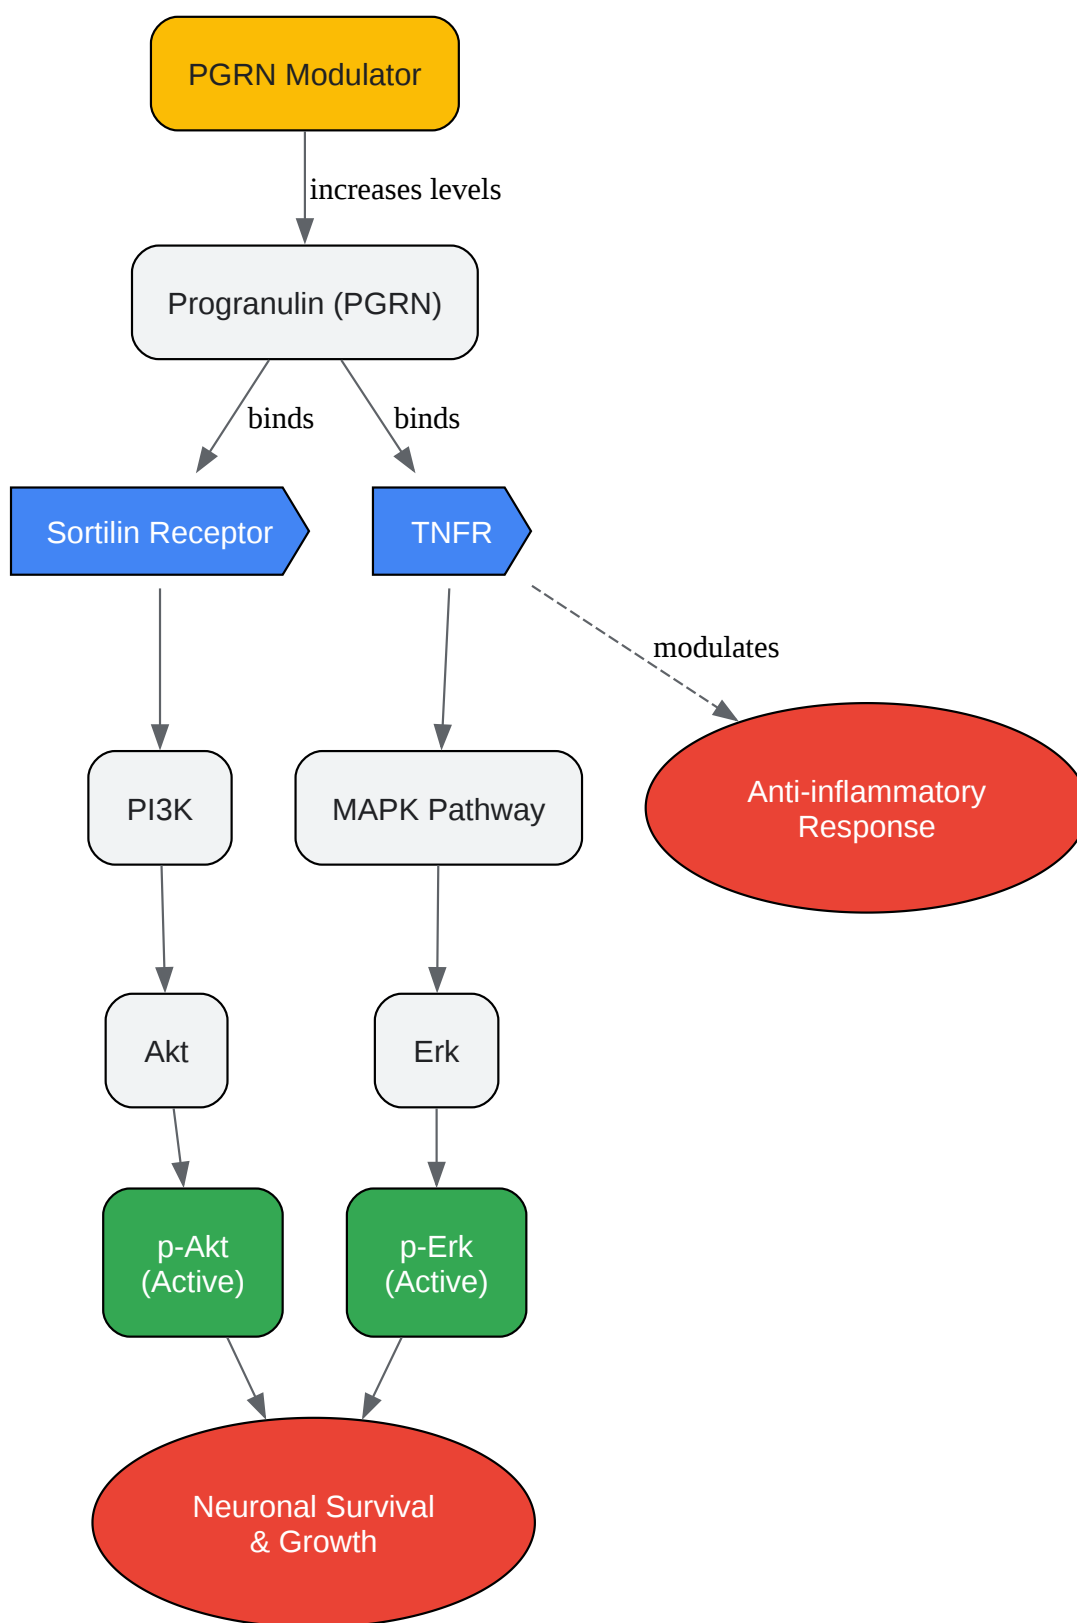 PGRN Modulator
increases levels
Progranulin (PGRN)
binds
binds
Sortilin Receptor
TNFR
modulates
PI3K
MAPK Pathway
Anti-inflammatory
Response
Akt
Erk
p-Akt
(Active)
p-Erk
(Active)
Neuronal Survival
& Growth